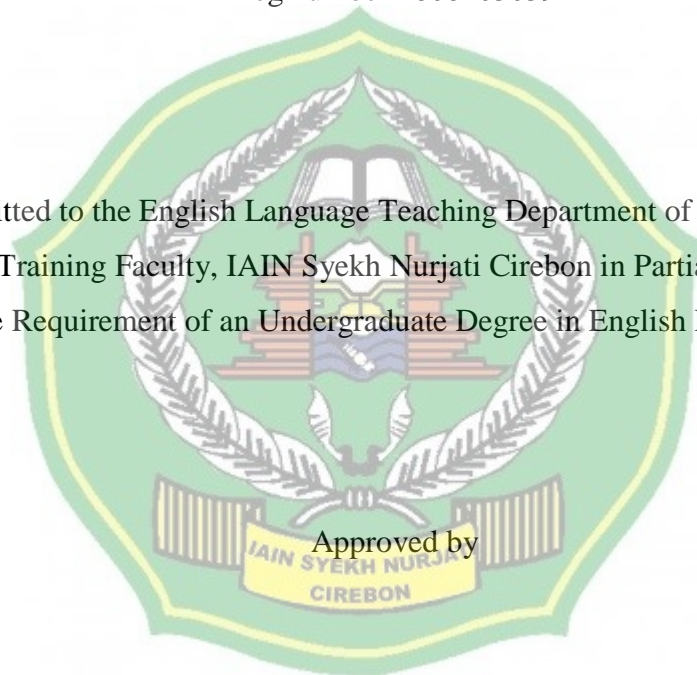 itted to the English Language Teaching Department of
Training Faculty, IAIN Syekh Nurjati Cirebon in Partia
e Requirement of an Undergraduate Degree in English
Approved by
IAIN SYEKH NURJATI
CIREBON